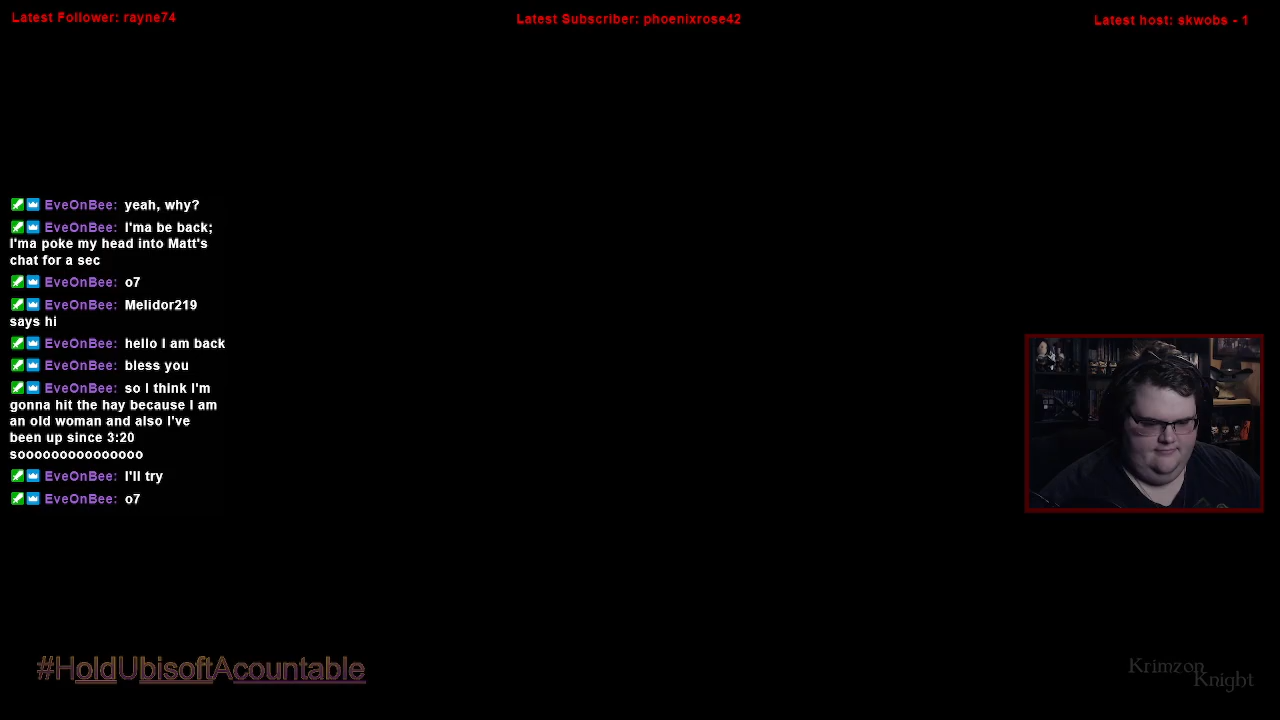 Latest Follower: rayne74
Latest Subscriber: phoenixrose42
Latest host: skwobs - 1
EveOnBee: yeah, why?
EveOnBee: I'ma be back;
I'ma poke my head into Matt's
chat for a sec
EveOnBee: o7
EveOnBee: Melidor219
says hi
EveOnBee: hello I am back
EveOnBee: bless you
EveOnBee: so I think I'm
gonna hit the hay because I am
an old woman and also I've
been up since 3:20
sooooooooooooooo
EveOnBee: I'll try
EveOnBee: o7
#HoldUbisoftAcountable
Krimzon
Knight